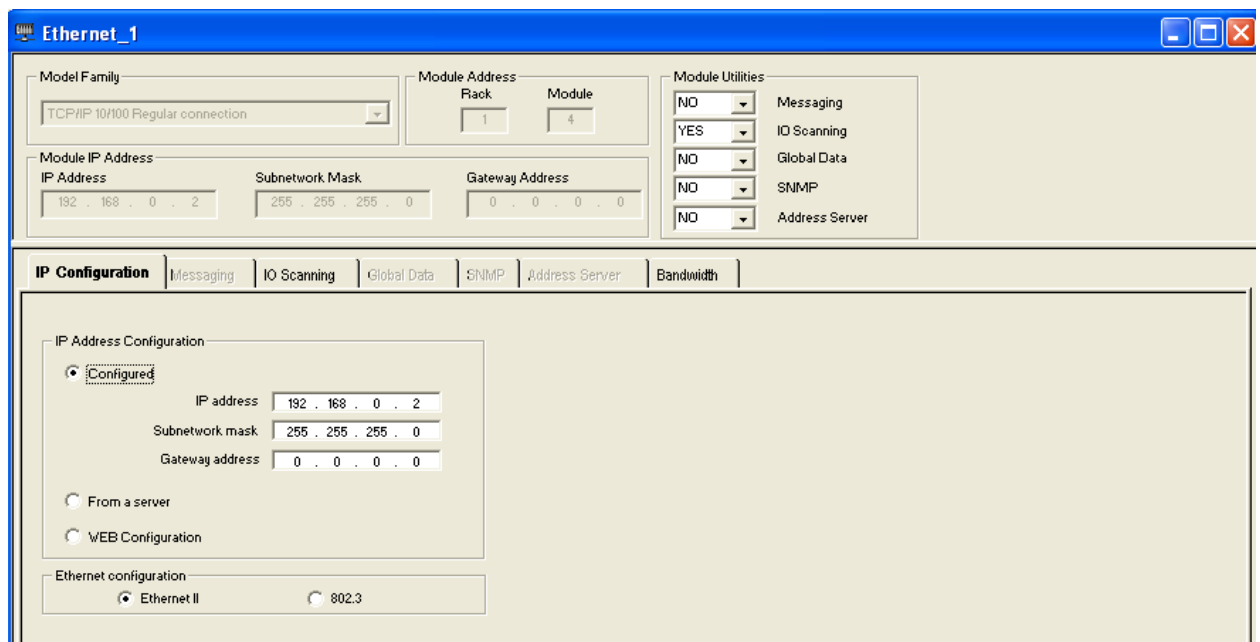 Ethernet_1
Model Family
TCP/IP 10/100 Regular connection
Module Address
Rack Module
1 4
Module IP Address
IP Address Subnetwork Mask Gateway Address
192 . 168 . 0 . 2 255 . 255 . 255 . 0 0 . 0 . 0 . 0
Module Utilities
NO Messaging
YES IO Scanning
NO Global Data
NO SNMP
NO Address Server
IP Configuration Messaging IO Scanning Global Data SNMP Address Server Bandwidth
IP Address Configuration
Configured
IP address 192 . 168 . 0 . 2
Subnetwork mask 255 . 255 . 255 . 0
Gateway address 0 . 0 . 0 . 0
From a server
WEB Configuration
Ethernet configuration
Ethernet II 802.3